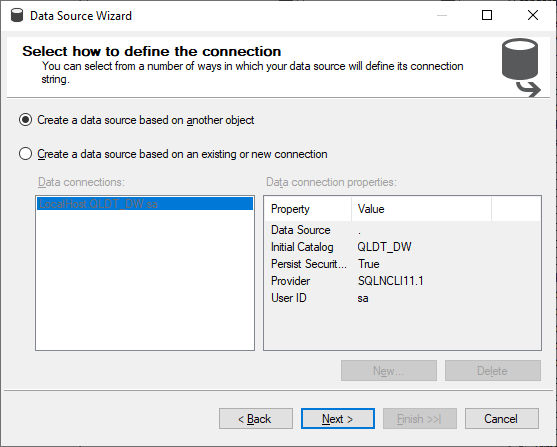 Data Source Wizard
Select how to define the connection
You can select from a number of ways in which your data source will define its connection
string.
Create a data source based on another object
Create a data source based on an existing or new connection
Data connections:
Data connection properties:
LocalHost.QLDT_DW.sa
Property Value
Data Source .
Initial Catalog QLDT_DW
Persist Securit... True
Provider SQLNCLI11.1
User ID sa
New...
Delete
< Back
Next >
Finish >>|
Cancel